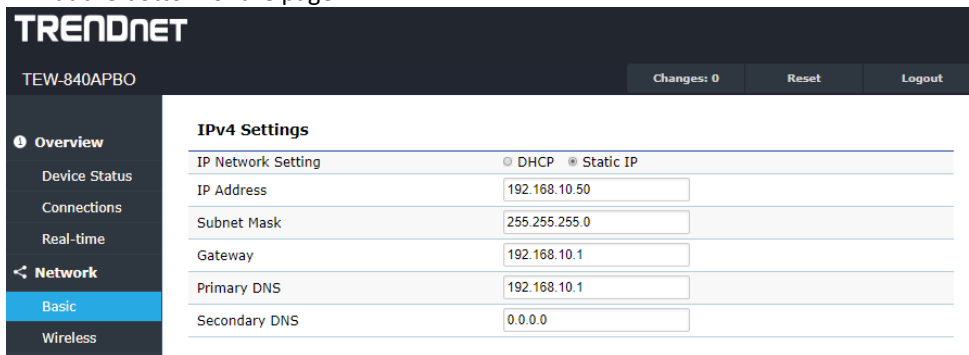 TRENDnET
TEW-840APBO
Changes: 0 Reset Logout
Overview
Device Status
Connections
Real-time
Network
Basic
Wireless
IPv4 Settings
IP Network Setting DHCP Static IP
IP Address 192.168.10.50
Subnet Mask 255.255.255.0
Gateway 192.168.10.1
Primary DNS 192.168.10.1
Secondary DNS 0.0.0.0